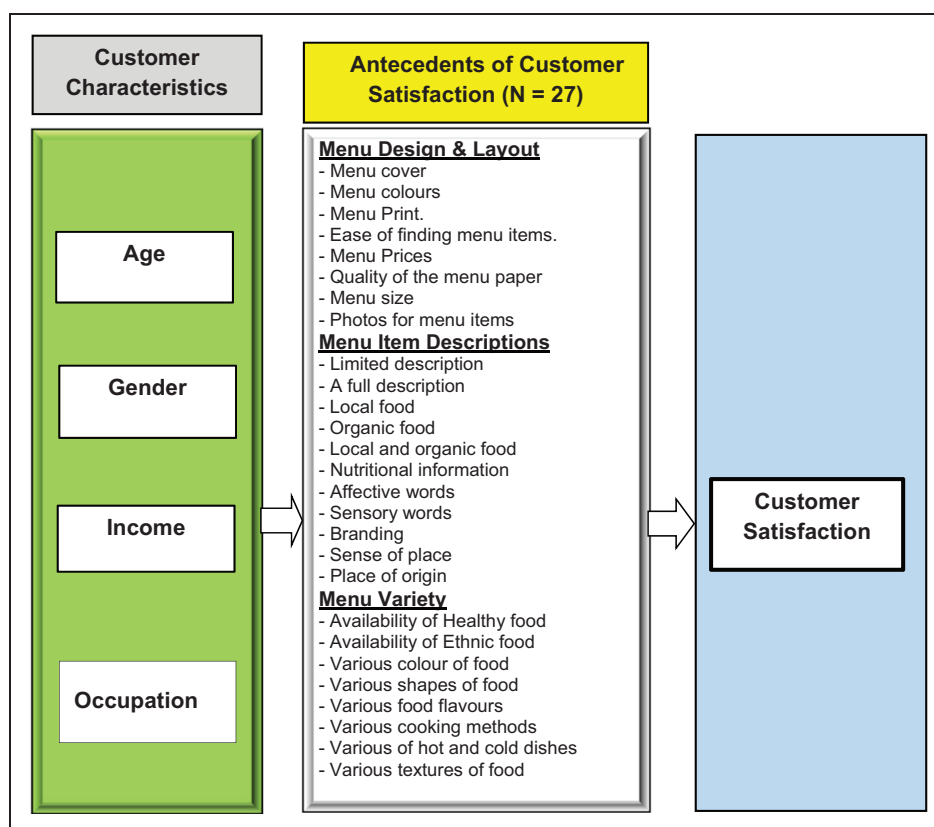 Customer
Characteristics
Antecedents of Customer
Satisfaction (N = 27)
Age
Gender
Income
Occupation
Menu Design & Layout
- Menu cover
- Menu colours
- Menu Print.
- Ease of finding menu items.
- Menu Prices
- Quality of the menu paper
- Menu size
- Photos for menu items
Menu Item Descriptions
- Limited description
- A full description
- Local food
- Organic food
- Local and organic food
- Nutritional information
- Affective words
- Sensory words
- Branding
- Sense of place
- Place of origin
Menu Variety
- Availability of Healthy food
- Availability of Ethnic food
- Various colour of food
- Various shapes of food
- Various food flavours
- Various cooking methods
- Various of hot and cold dishes
- Various textures of food
Customer
Satisfaction